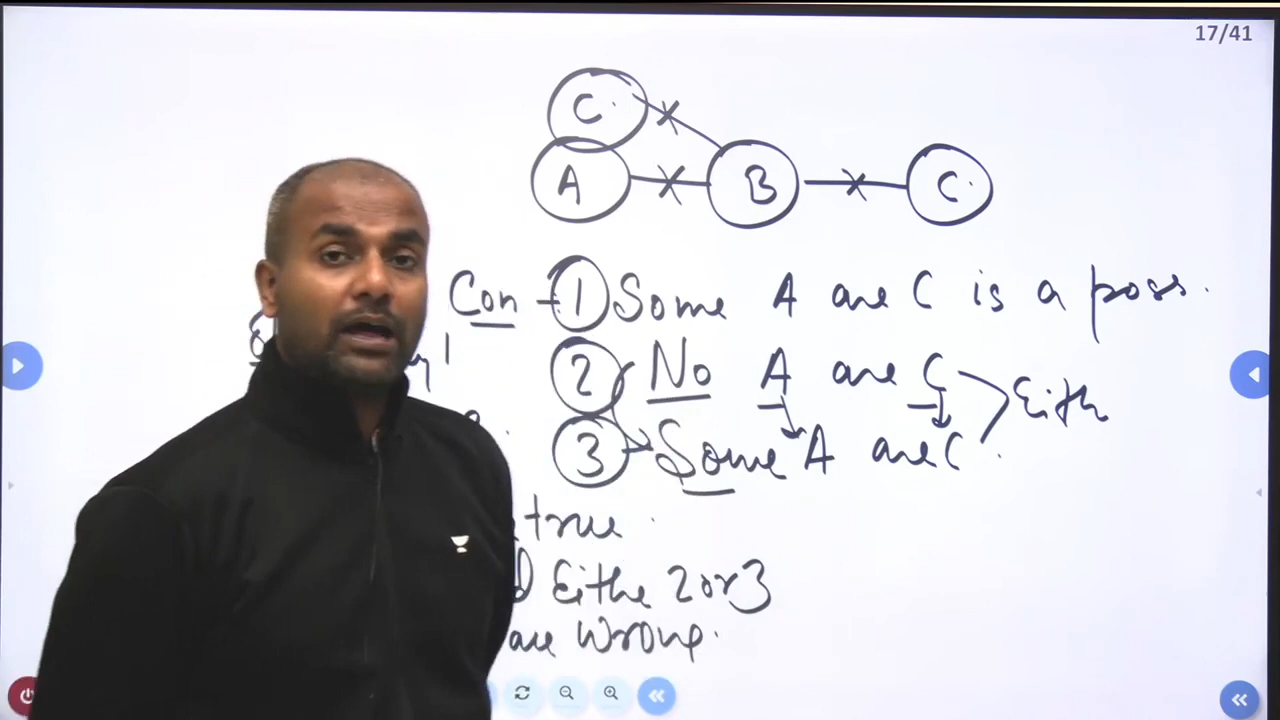 17/41
C
A B C
Con - 1 Some A are C is a poss.
2 No A are C
Eith
3 Some A are C.
true.
Eithe 2 or 3
are Wrong.